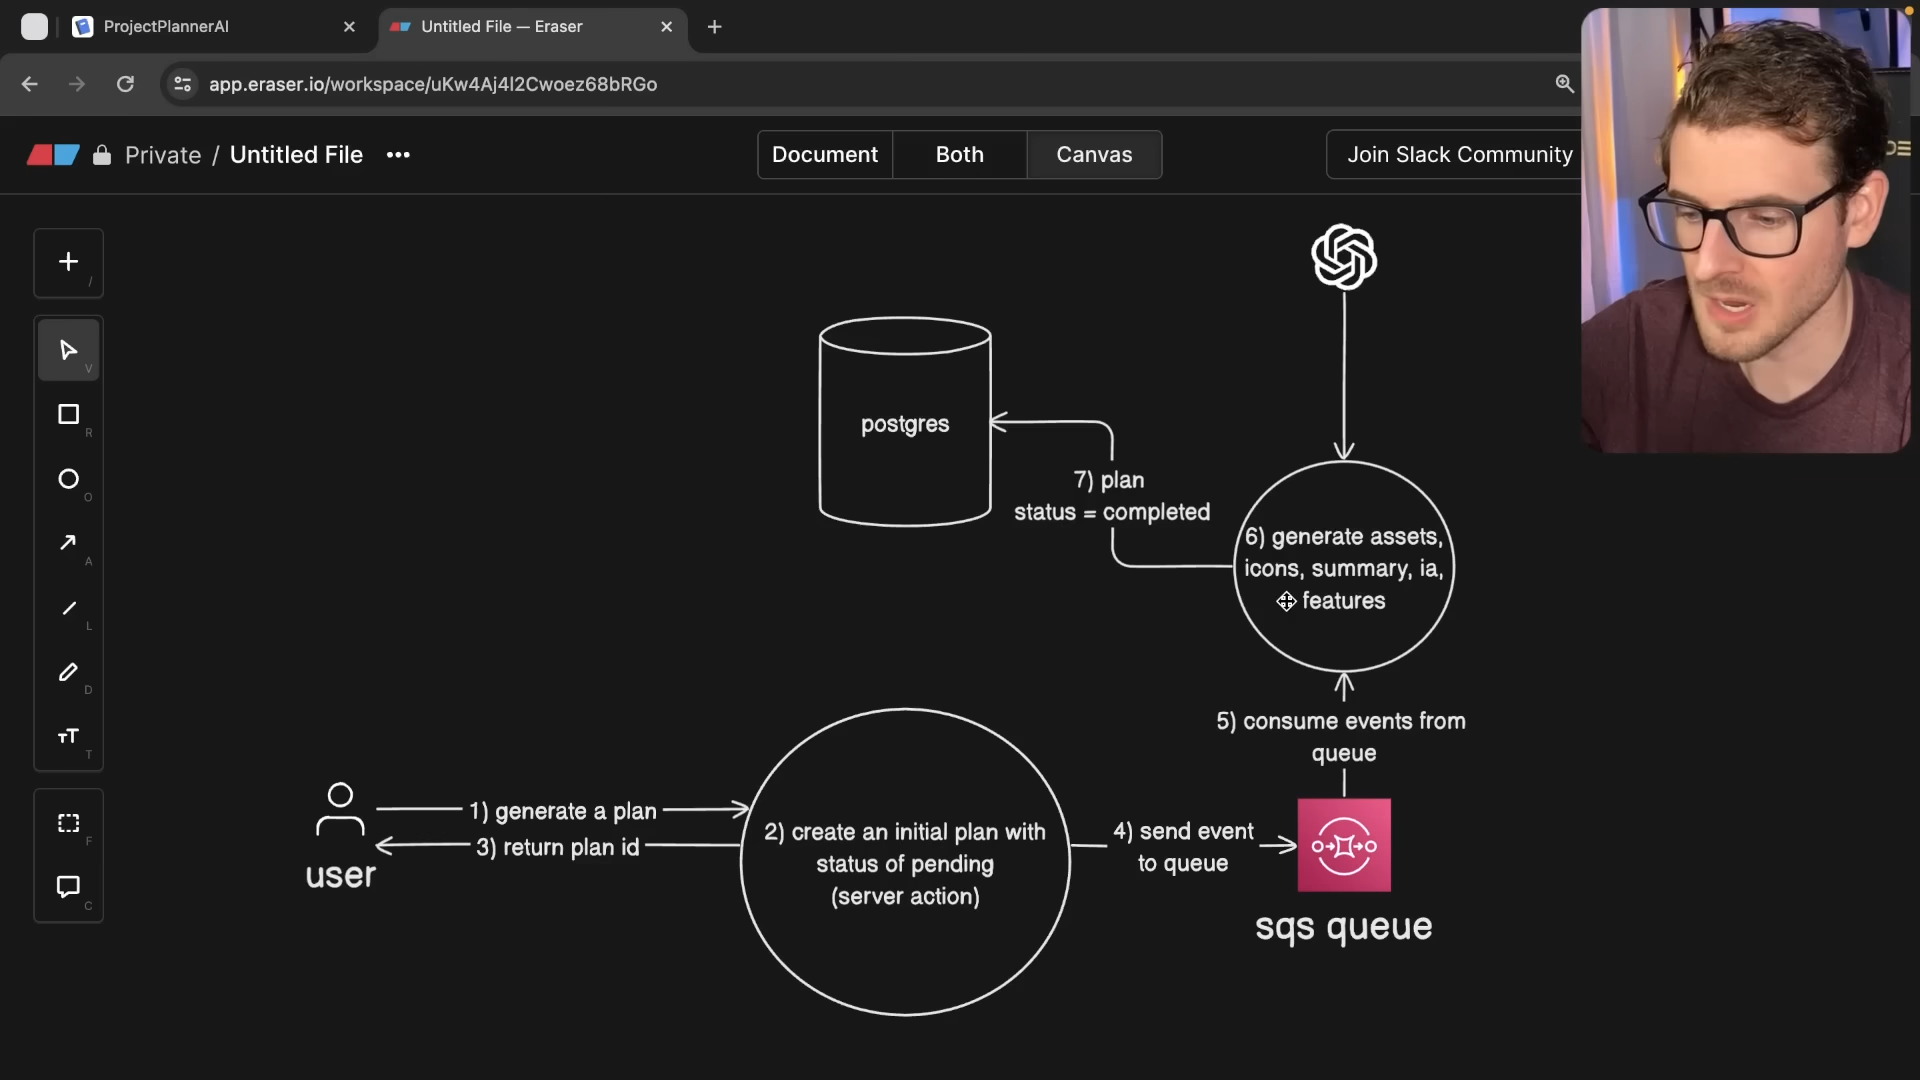 ProjectPlannerAI
Untitled File — Eraser
app.eraser.io/workspace/uKw4Aj4l2Cwoez68bRGo
Private / Untitled File
Document
Both
Canvas
Join Slack Community
/
V
R
O
A
L
D
T
F
C
postgres
7) plan
status = completed
6) generate assets,
icons, summary, ia,
features
5) consume events from
queue
1) generate a plan
3) return plan id
user
2) create an initial plan with
status of pending
(server action)
4) send event
to queue
sqs queue